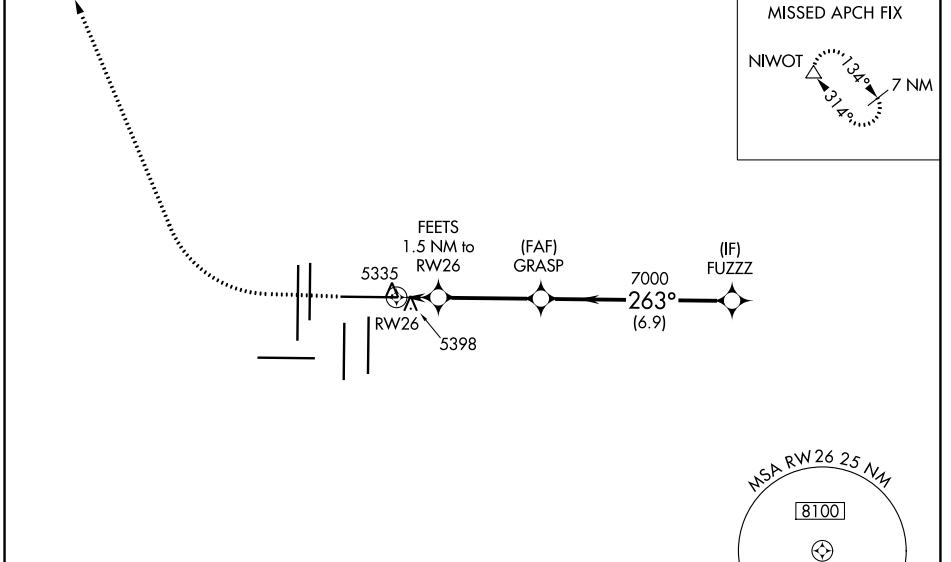 MISSED APCH FIX
NIWOT
134°
7 NM
314°
FEETS
1.5 NM to
RW26
(FAF)
GRASP
(IF)
FUZZZ
5335
7000
263°
(6.9)
RW26
5398
MSA RW26 25 NM
8100